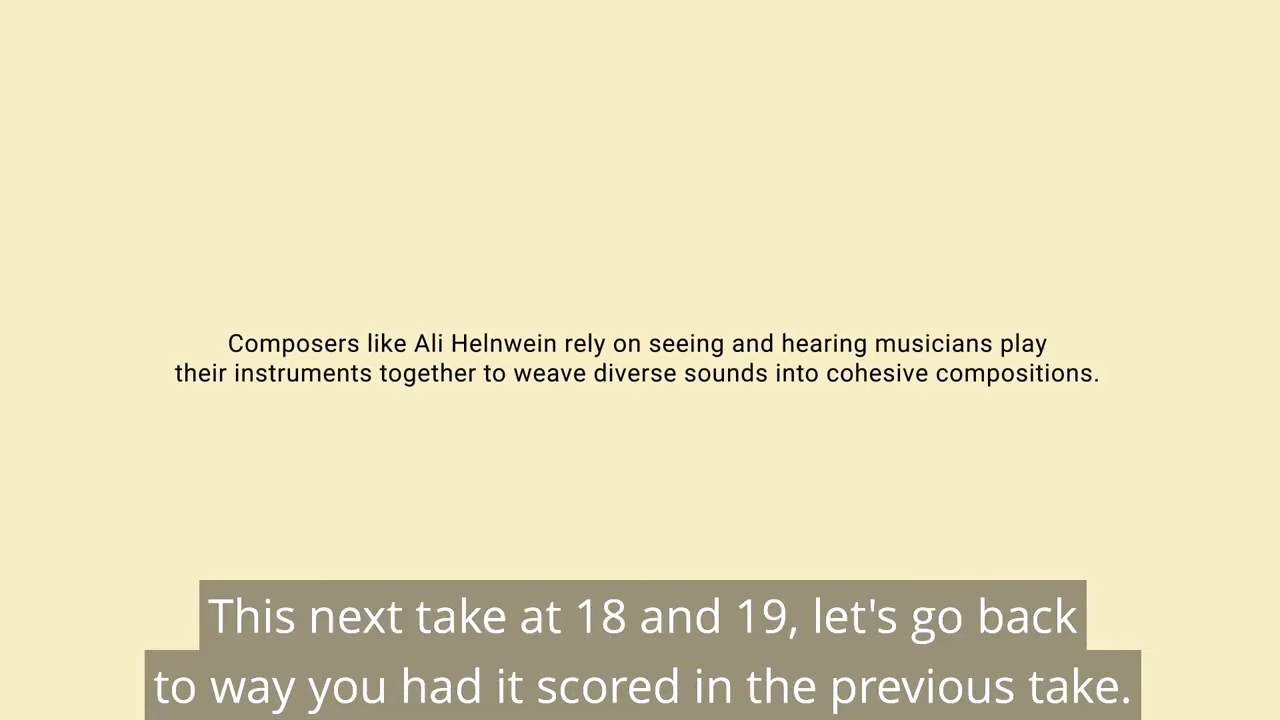 Composers like Ali Helnwein rely on seeing and hearing musicians play
their instruments together to weave diverse sounds into cohesive compositions.
This next take at 18 and 19, let's go back
to way you had it scored in the previous take.